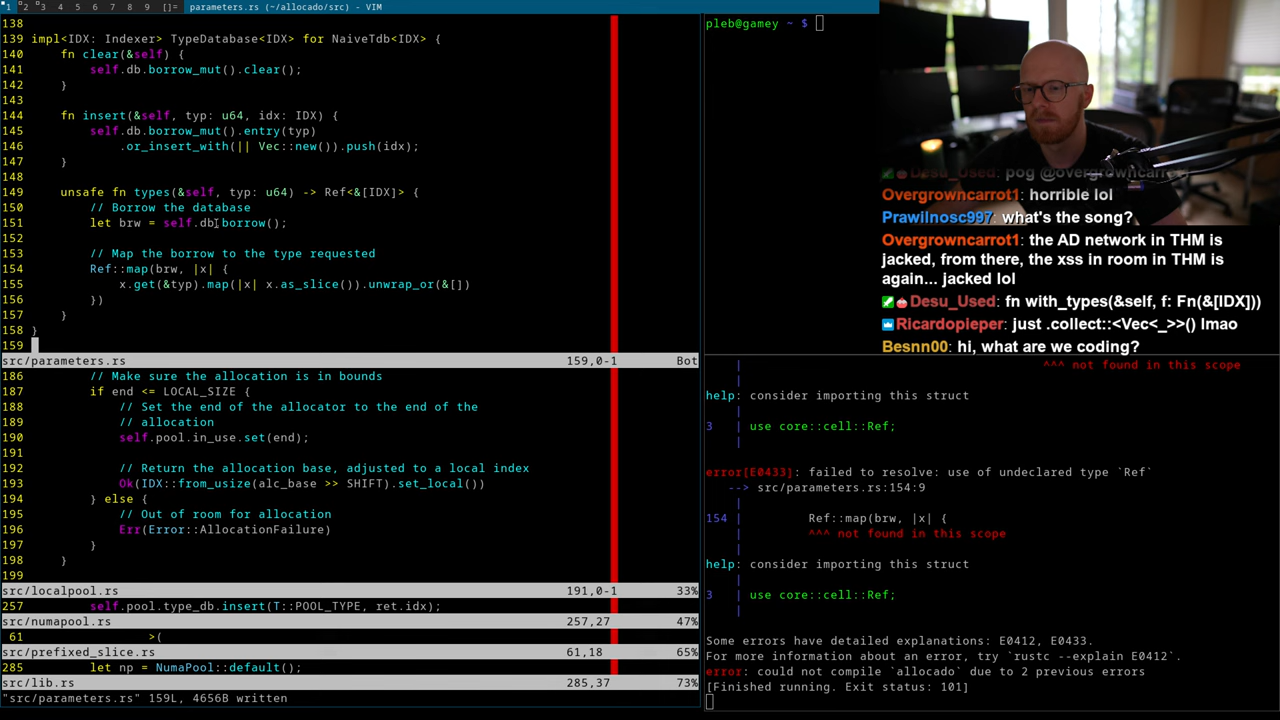 1 2 3 4 5 6 7 8 9 []= parameters.rs (~/allocado/src) - VIM
138
139 impl<IDX: Indexer> TypeDatabase<IDX> for NaiveTdb<IDX> {
140     fn clear(&self) {
141         self.db.borrow_mut().clear();
142     }
143
144     fn insert(&self, typ: u64, idx: IDX) {
145         self.db.borrow_mut().entry(typ)
146             .or_insert_with(|| Vec::new()).push(idx);
147     }
148
149     unsafe fn types(&self, typ: u64) -> Ref<&[IDX]> {
150         // Borrow the database
151         let brw = self.db.borrow();
152
153         // Map the borrow to the type requested
154         Ref::map(brw, |x| {
155             x.get(&typ).map(|x| x.as_slice()).unwrap_or(&[])
156         })
157     }
158 }
159
src/parameters.rs 159,0-1 Bot
186         // Make sure the allocation is in bounds
187         if end <= LOCAL_SIZE {
188             // Set the end of the allocator to the end of the
189             // allocation
190             self.pool.in_use.set(end);
191
192             // Return the allocation base, adjusted to a local index
193             Ok(IDX::from_usize(alc_base >> SHIFT).set_local())
194         } else {
195             // Out of room for allocation
196             Err(Error::AllocationFailure)
197         }
198     }
199
src/localpool.rs 191,0-1 33%
257         self.pool.type_db.insert(T::POOL_TYPE, ret.idx);
src/numapool.rs 257,27 47%
61                 >(
src/prefixed_slice.rs 61,18 65%
285         let np = NumaPool::default();
src/lib.rs 285,37 73%
"src/parameters.rs" 159L, 4656B written
pleb@gamey ~ $
Desu_Used: pog @overgrowncarrot1
Overgrowncarrot1: horrible lol
Prawilnosc997: what's the song?
Overgrowncarrot1: the AD network in THM is
jacked, from there, the xss in room in THM is
again... jacked lol
Desu_Used: fn with_types(&self, f: Fn(&[IDX]))
Ricardopieper: just .collect::<Vec<_>>() lmao
Besnn00: hi, what are we coding?
| ^^^ not found in this scope
|
help: consider importing this struct
|
3 | use core::cell::Ref;
|
error[E0433]: failed to resolve: use of undeclared type `Ref`
--> src/parameters.rs:154:9
|
154 |         Ref::map(brw, |x| {
|         ^^^ not found in this scope
|
help: consider importing this struct
|
3 | use core::cell::Ref;
|
Some errors have detailed explanations: E0412, E0433.
For more information about an error, try `rustc --explain E0412`.
error: could not compile `allocado` due to 2 previous errors
[Finished running. Exit status: 101]